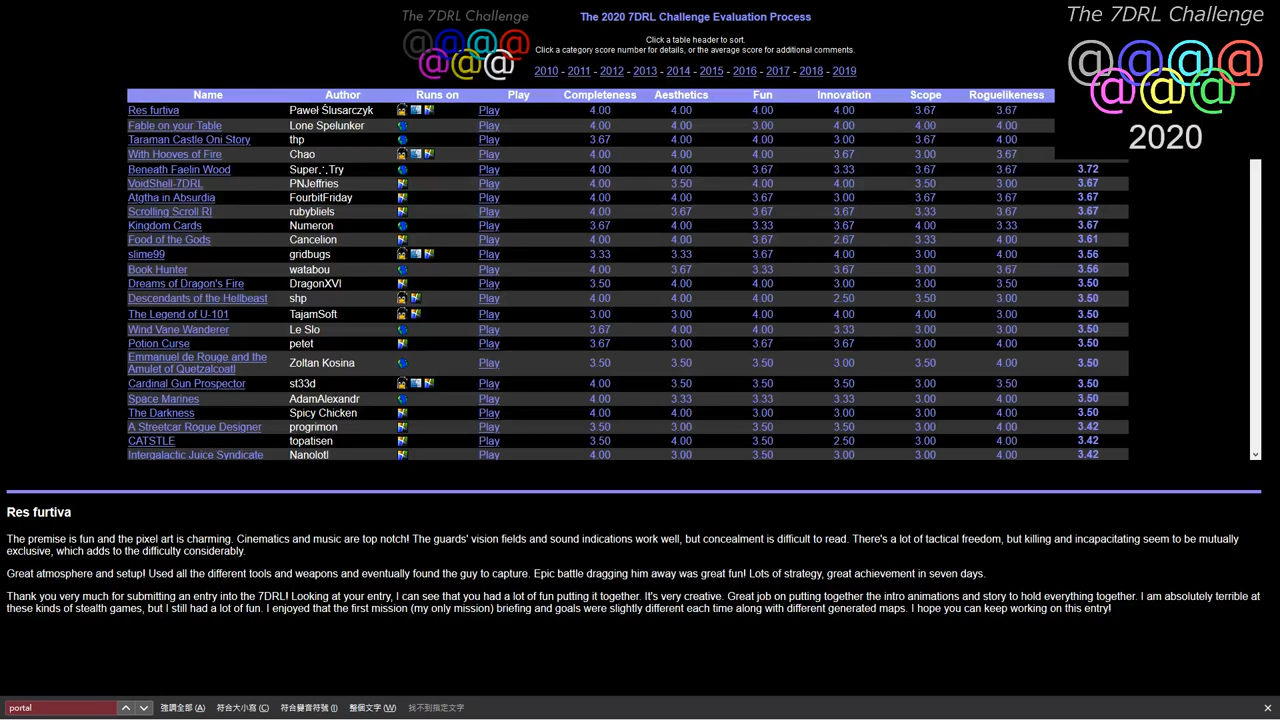 The 7DRL Challenge
@@@@
@@@
The 2020 7DRL Challenge Evaluation Process
Click a table header to sort.
Click a category score number for details, or the average score for additional comments.
2010 - 2011 - 2012 - 2013 - 2014 - 2015 - 2016 - 2017 - 2018 - 2019
The 7DRL Challenge
@@@@
@@@
2020
Name Author Runs on Play Completeness Aesthetics Fun Innovation Scope Roguelikeness
Res furtiva Paweł Ślusarczyk Play 4.00 4.00 4.00 4.00 3.67 3.67
Fable on your Table Lone Spelunker Play 4.00 4.00 3.00 4.00 4.00 4.00
Taraman Castle Oni Story thp Play 3.67 4.00 4.00 3.67 3.00 4.00
With Hooves of Fire Chao Play 4.00 4.00 4.00 3.67 3.00 3.67
Beneath Faelin Wood Super∴Try Play 4.00 4.00 3.67 3.33 3.67 3.67 3.72
VoidShell-7DRL PNJeffries Play 4.00 3.50 4.00 4.00 3.50 3.00 3.67
Atgtha in Absurdia FourbitFriday Play 4.00 4.00 3.67 3.00 3.67 3.67 3.67
Scrolling Scroll RI rubybliels Play 4.00 3.67 3.67 3.67 3.33 3.67 3.67
Kingdom Cards Numeron Play 3.67 4.00 3.33 3.67 4.00 3.33 3.67
Food of the Gods Cancelion Play 4.00 4.00 3.67 2.67 3.33 4.00 3.61
slime99 gridbugs Play 3.33 3.33 4.00 3.67 3.00 4.00 3.56
Book Hunter watabou Play 4.00 3.67 3.33 3.67 3.00 3.67 3.56
Dreams of Dragon's Fire DragonXVI Play 3.50 4.00 4.00 3.00 3.00 3.50 3.50
Descendants of the Hellbeast shp Play 4.00 4.00 4.00 2.50 3.50 3.00 3.50
The Legend of U-101 TajamSoft Play 3.00 3.00 4.00 4.00 4.00 3.00 3.50
Wind Vane Wanderer Le Slo Play 3.67 4.00 4.00 3.33 3.00 3.00 3.50
Potion Curse petet Play 3.67 3.00 3.67 3.67 3.00 4.00 3.50
Emmanuel de Rouge and the
Amulet of Quetzalcoatl Zoltan Kosina Play 3.50 3.50 3.50 3.00 3.50 4.00 3.50
Cardinal Gun Prospector st33d Play 4.00 3.50 3.50 3.50 3.00 3.50 3.50
Space Marines AdamAlexandr Play 4.00 3.33 3.33 3.33 3.00 4.00 3.50
The Darkness Spicy Chicken Play 4.00 4.00 3.00 3.00 3.00 4.00 3.50
A Streetcar Rogue Designer progrimon Play 4.00 3.00 3.50 3.50 3.00 3.50 3.42
CATSTLE topatisen Play 3.50 4.00 3.50 2.50 3.00 4.00 3.42
Intergalactic Juice Syndicate Nanolotl Play 4.00 3.00 3.50 3.00 3.00 4.00 3.42
Res furtiva
The premise is fun and the pixel art is charming. Cinematics and music are top notch! The guards' vision fields and sound indications work well, but concealment is difficult to read. There's a lot of tactical freedom, but killing and incapacitating seem to be mutually
exclusive, which adds to the difficulty considerably.
Great atmosphere and setup! Used all the different tools and weapons and eventually found the guy to capture. Epic battle dragging him away was great fun! Lots of strategy, great achievement in seven days.
Thank you very much for submitting an entry into the 7DRL! Looking at your entry, I can see that you had a lot of fun putting it together. It's very creative. Great job on putting together the intro animations and story to hold everything together. I am absolutely terrible at
these kinds of stealth games, but I still had a lot of fun. I enjoyed that the first mission (my only mission) briefing and goals were slightly different each time along with different generated maps. I hope you can keep working on this entry!
portal 強調全部 (A) 符合大小寫 (C) 符合變音符號 (I) 整個文字 (W) 找不到指定文字